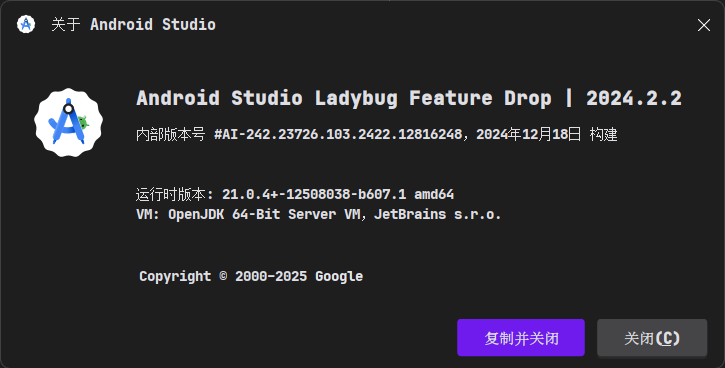 关于 Android Studio
Android Studio Ladybug Feature Drop | 2024.2.2
内部版本号 #AI-242.23726.103.2422.12816248，2024年12月18日 构建
运行时版本: 21.0.4+-12508038-b607.1 amd64
VM: OpenJDK 64-Bit Server VM，JetBrains s.r.o.
Copyright © 2000-2025 Google
复制并关闭 关闭(C)